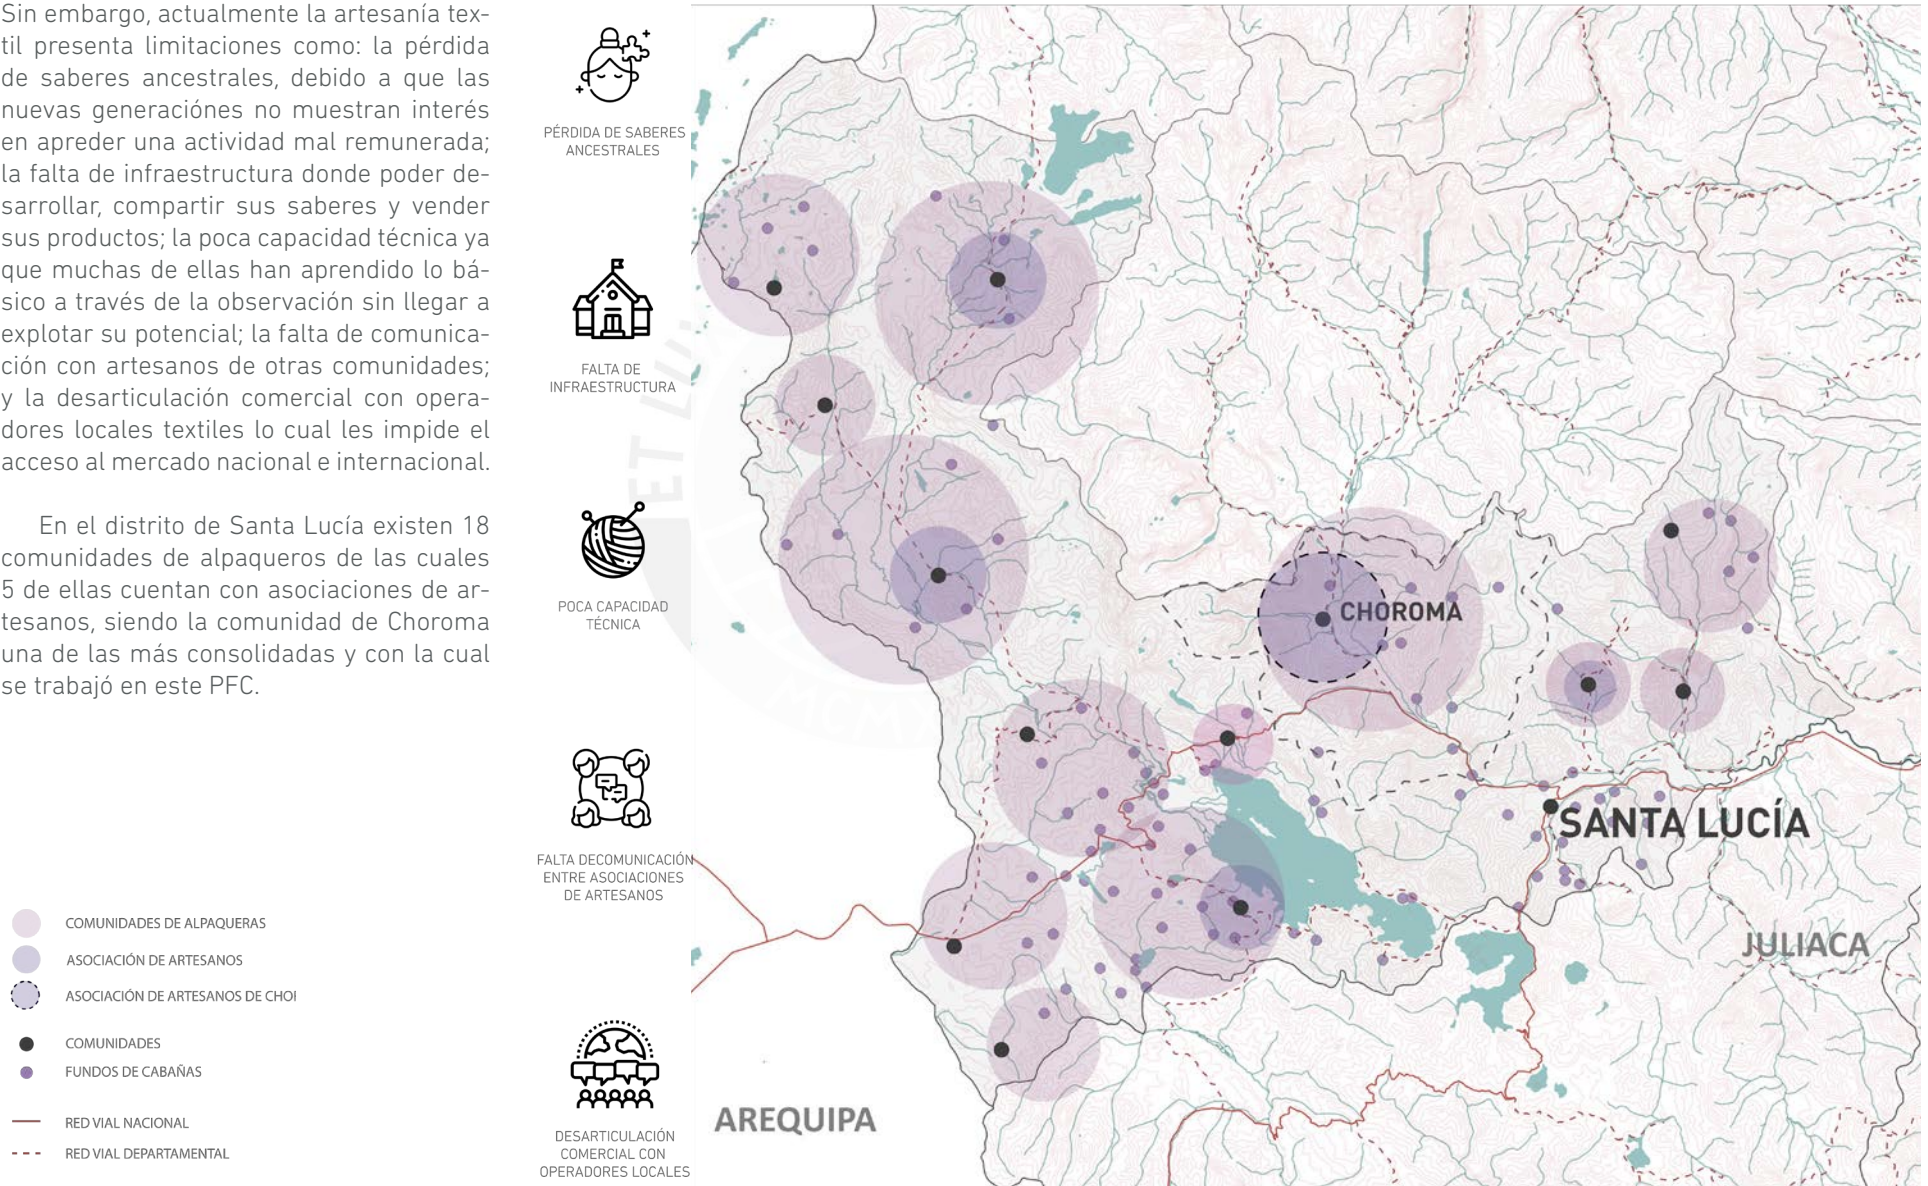 Sin embargo, actualmente la artesanía tex-
til presenta limitaciones como: la pérdida
de saberes ancestrales, debido a que las
nuevas generaciónes no muestran interés
en apreder una actividad mal remunerada;
la falta de infraestructura donde poder de-
sarrollar, compartir sus saberes y vender
sus productos; la poca capacidad técnica ya
que muchas de ellas han aprendido lo bá-
sico a través de la observación sin llegar a
explotar su potencial; la falta de comunica-
ción con artesanos de otras comunidades;
y la desarticulación comercial con opera-
dores locales textiles lo cual les impide el
acceso al mercado nacional e internacional.
En el distrito de Santa Lucía existen 18
comunidades de alpaqueros de las cuales
5 de ellas cuentan con asociaciones de ar-
tesanos, siendo la comunidad de Choroma
una de las más consolidadas y con la cual
se trabajó en este PFC.
COMUNIDADES DE ALPAQUERAS
ASOCIACIÓN DE ARTESANOS
ASOCIACIÓN DE ARTESANOS DE CHOI
COMUNIDADES
FUNDOS DE CABAÑAS
RED VIAL NACIONAL
RED VIAL DEPARTAMENTAL
PÉRDIDA DE SABERES
ANCESTRALES
FALTA DE
INFRAESTRUCTURA
POCA CAPACIDAD
TÉCNICA
FALTA DECOMUNICACIÓN
ENTRE ASOCIACIONES
DE ARTESANOS
DESARTICULACIÓN
COMERCIAL CON
OPERADORES LOCALES
ET LU
MCMX
CHOROMA
SANTA LUCÍA
JULIACA
AREQUIPA